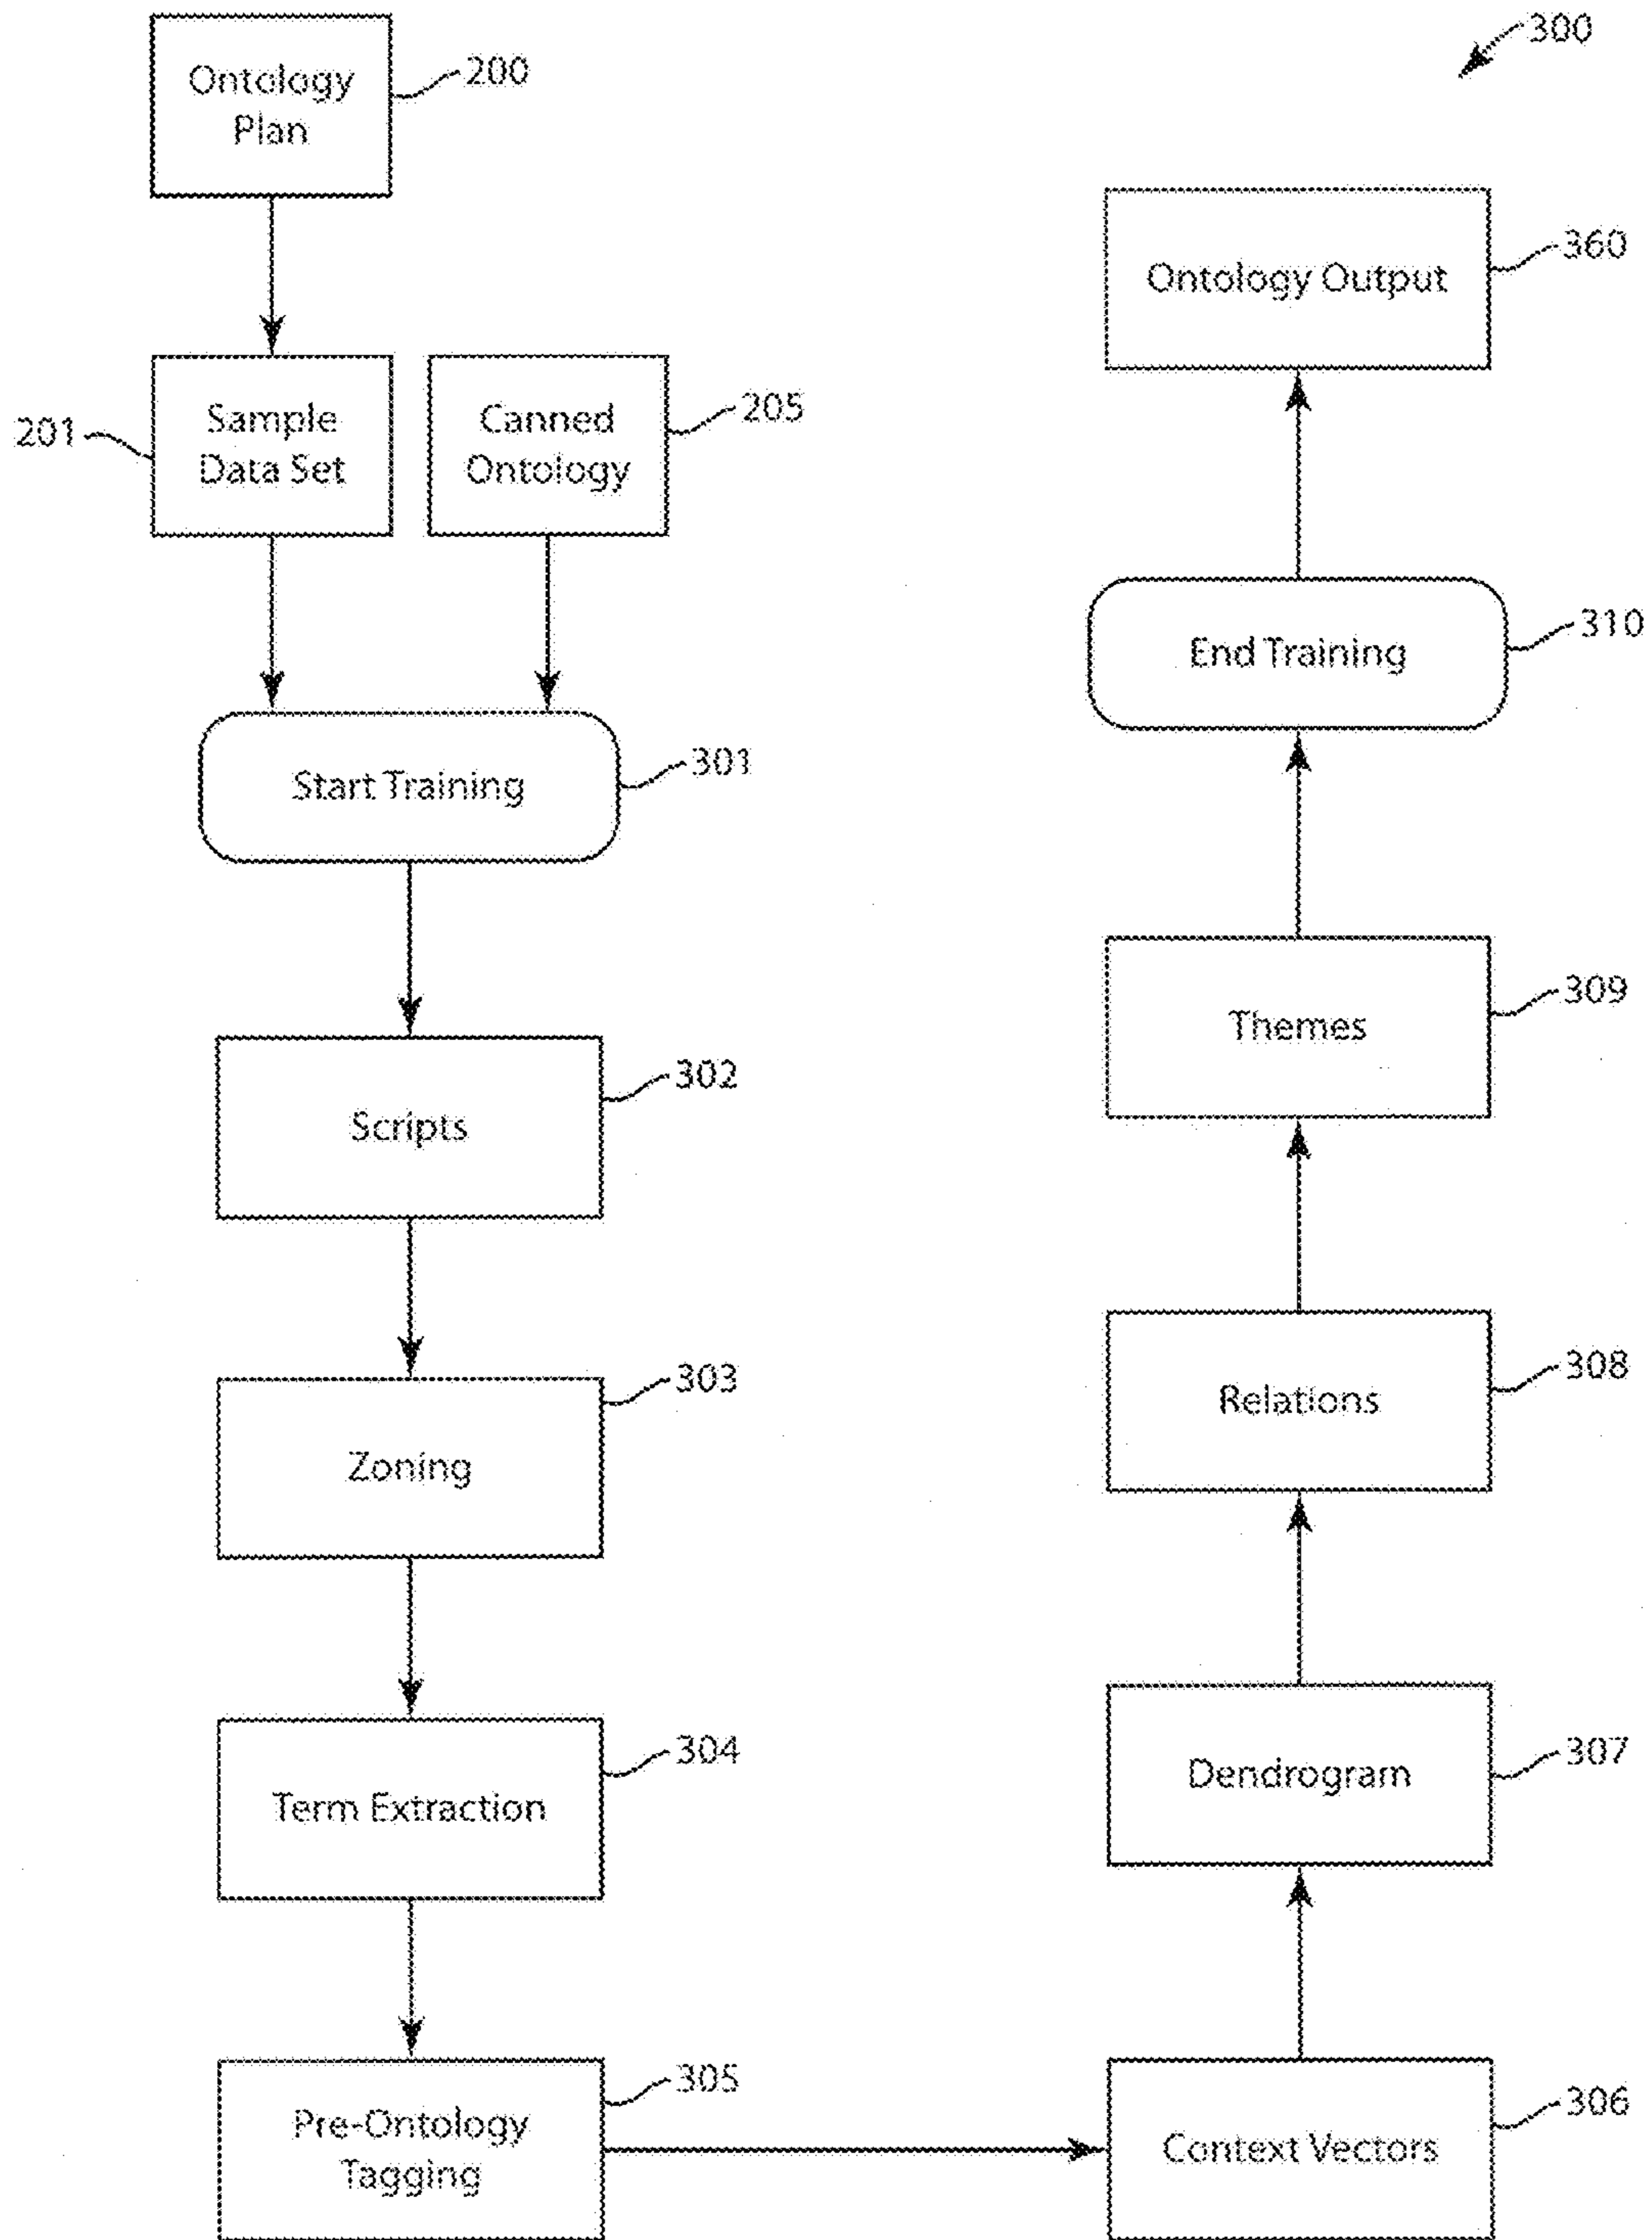 300
Ontology
Plan
200
Sample
Data Set
201
Canned
Ontology
205
Start Training
301
Scripts
302
Zoning
303
Term Extraction
304
Pre-Ontology
Tagging
305
Context Vectors
306
Dendrogram
307
Relations
308
Themes
309
End Training
310
Ontology Output
360